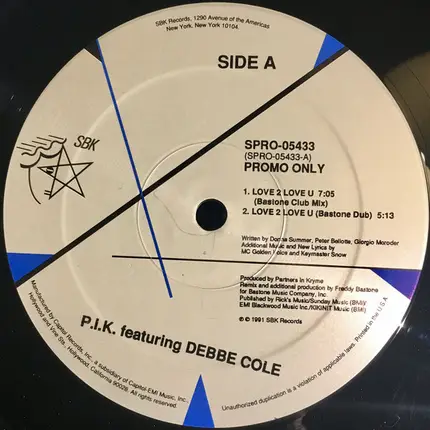 SBK Records, 1290 Avenue of the Americas
New York, New York 10104.
SIDE A
SBK
SPRO-05433
(SPRO-05433-A)
PROMO ONLY
1. LOVE 2 LOVE U 7:05
(Bastone Club Mix)
2. LOVE 2 LOVE U (Bastone Dub) 5:13
Written by Donna Summer, Peter Bellotte, Giorgio Moroder
Additional Music and New Lyrics by
MC Golden Voice and Keymaster Snow
Produced by Partners In Kryme
Remix and additional production by Freddy Bastone
for Bastone Music Company, Inc.
Published by Rick's Music/Sunday Music (BMI)/
EMI Blackwood Music Inc./KIKINIT Music (BMI)
℗ © 1991 SBK Records
P.I.K. featuring DEBBE COLE
Manufactured by Capitol Records, Inc., a subsidiary of Capitol-EMI Music, Inc.,
Hollywood and Vine Sts., Hollywood,
California 90028. All rights reserved.
Unauthorized duplication is a violation of applicable laws. Printed in the U.S.A.